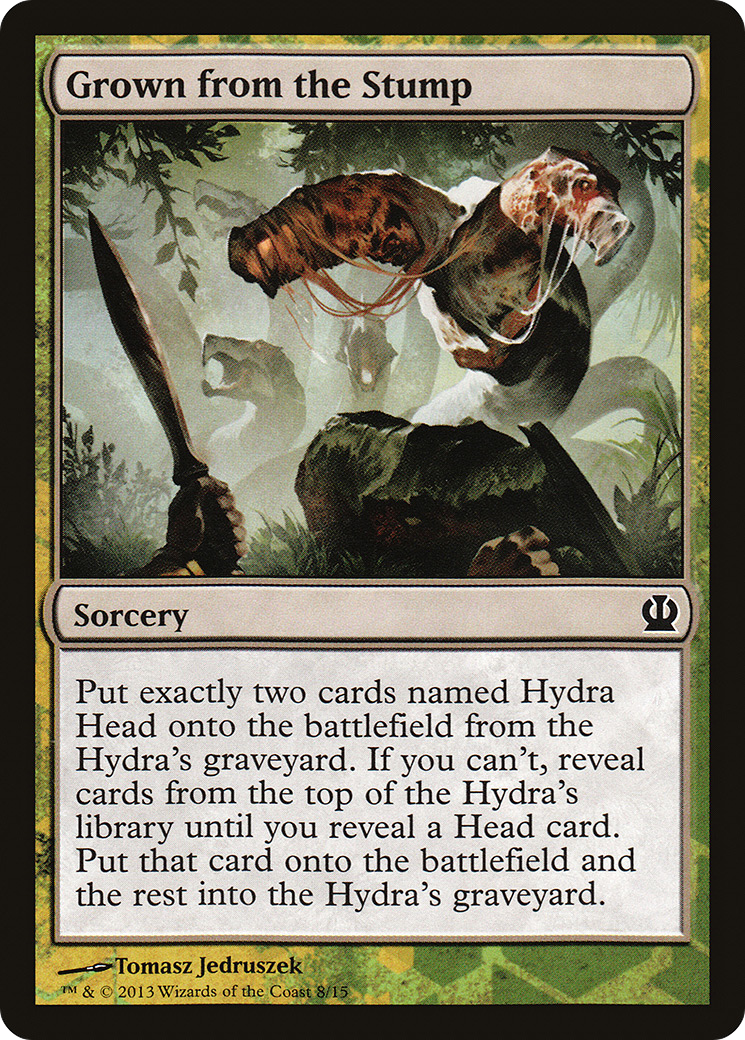 Grown from the Stump
Sorcery
Put exactly two cards named Hydra
Head onto the battlefield from the
Hydra's graveyard. If you can't, reveal
cards from the top of the Hydra's
library until you reveal a Head card.
Put that card onto the battlefield and
the rest into the Hydra's graveyard.
Tomasz Jedruszek
™ & © 2013 Wizards of the Coast 8/15